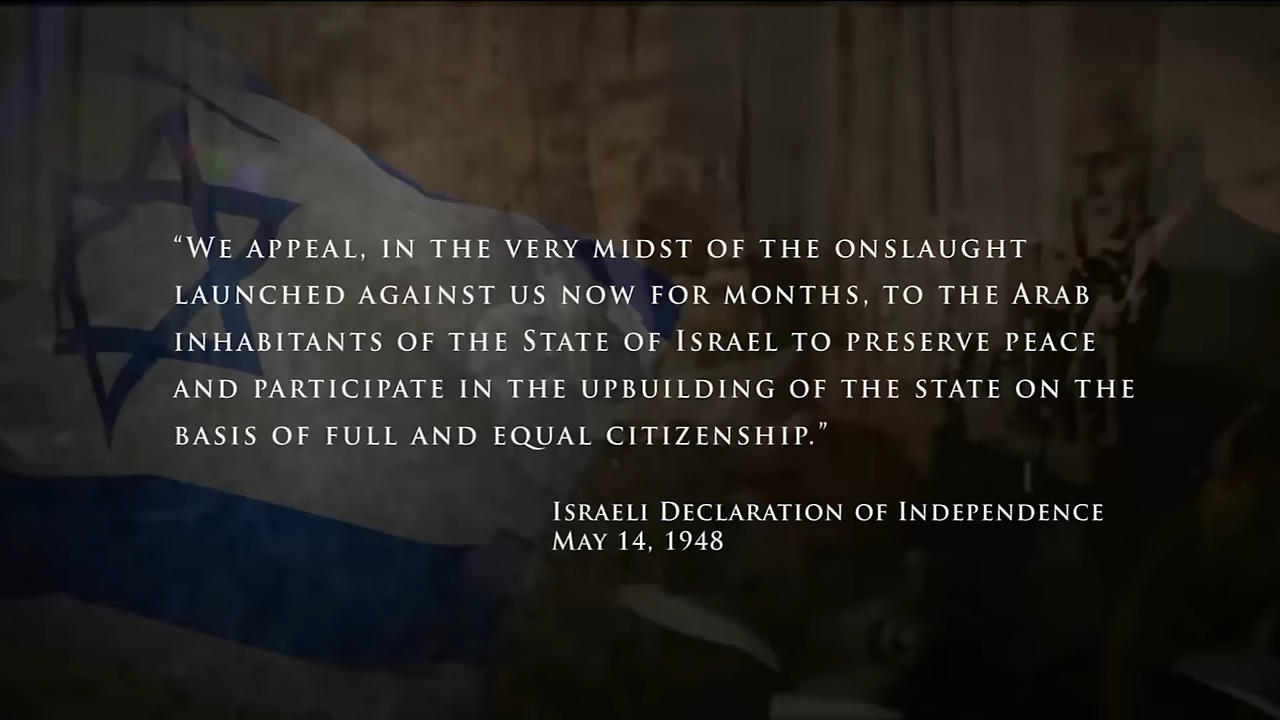 “We appeal, in the very midst of the onslaught
launched against us now for months, to the Arab
inhabitants of the State of Israel to preserve peace
and participate in the upbuilding of the state on the
basis of full and equal citizenship.”
Israeli Declaration of Independence
May 14, 1948